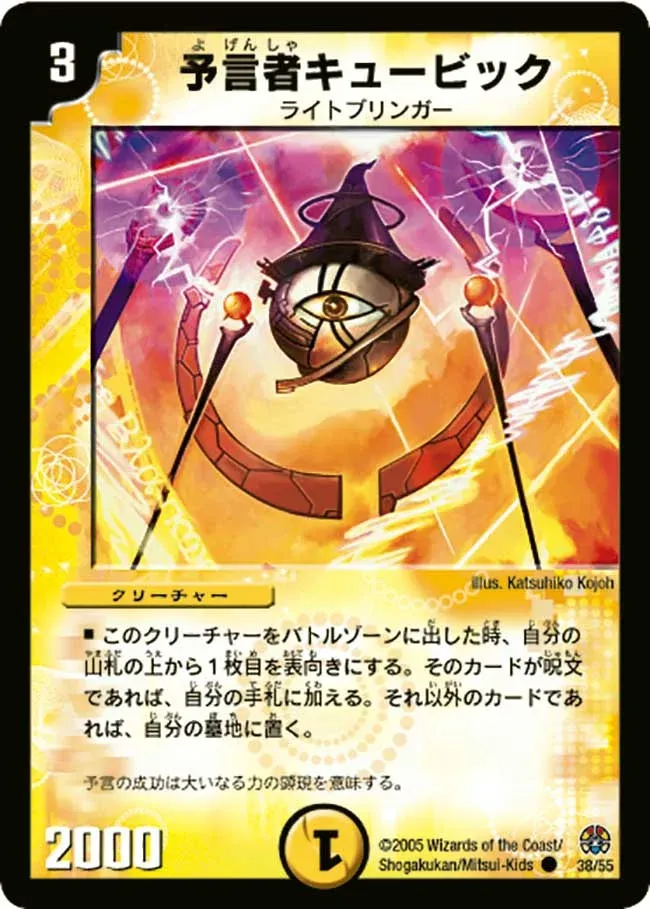 3
よげんしゃ
予言者キュービック
ライトブリンガー
illus. Katsuhiko Kojoh
クリーチャー
■ このクリーチャーをバトルゾーンに出した時、自分の
山札の上から1枚目を表向きにする。そのカードが呪文
であれば、自分の手札に加える。それ以外のカードであ
れば、自分の墓地に置く。
予言の成功は大いなる力の顕現を意味する。
2000
1
©2005 Wizards of the Coast/
Shogakukan/Mitsui-Kids
38/55